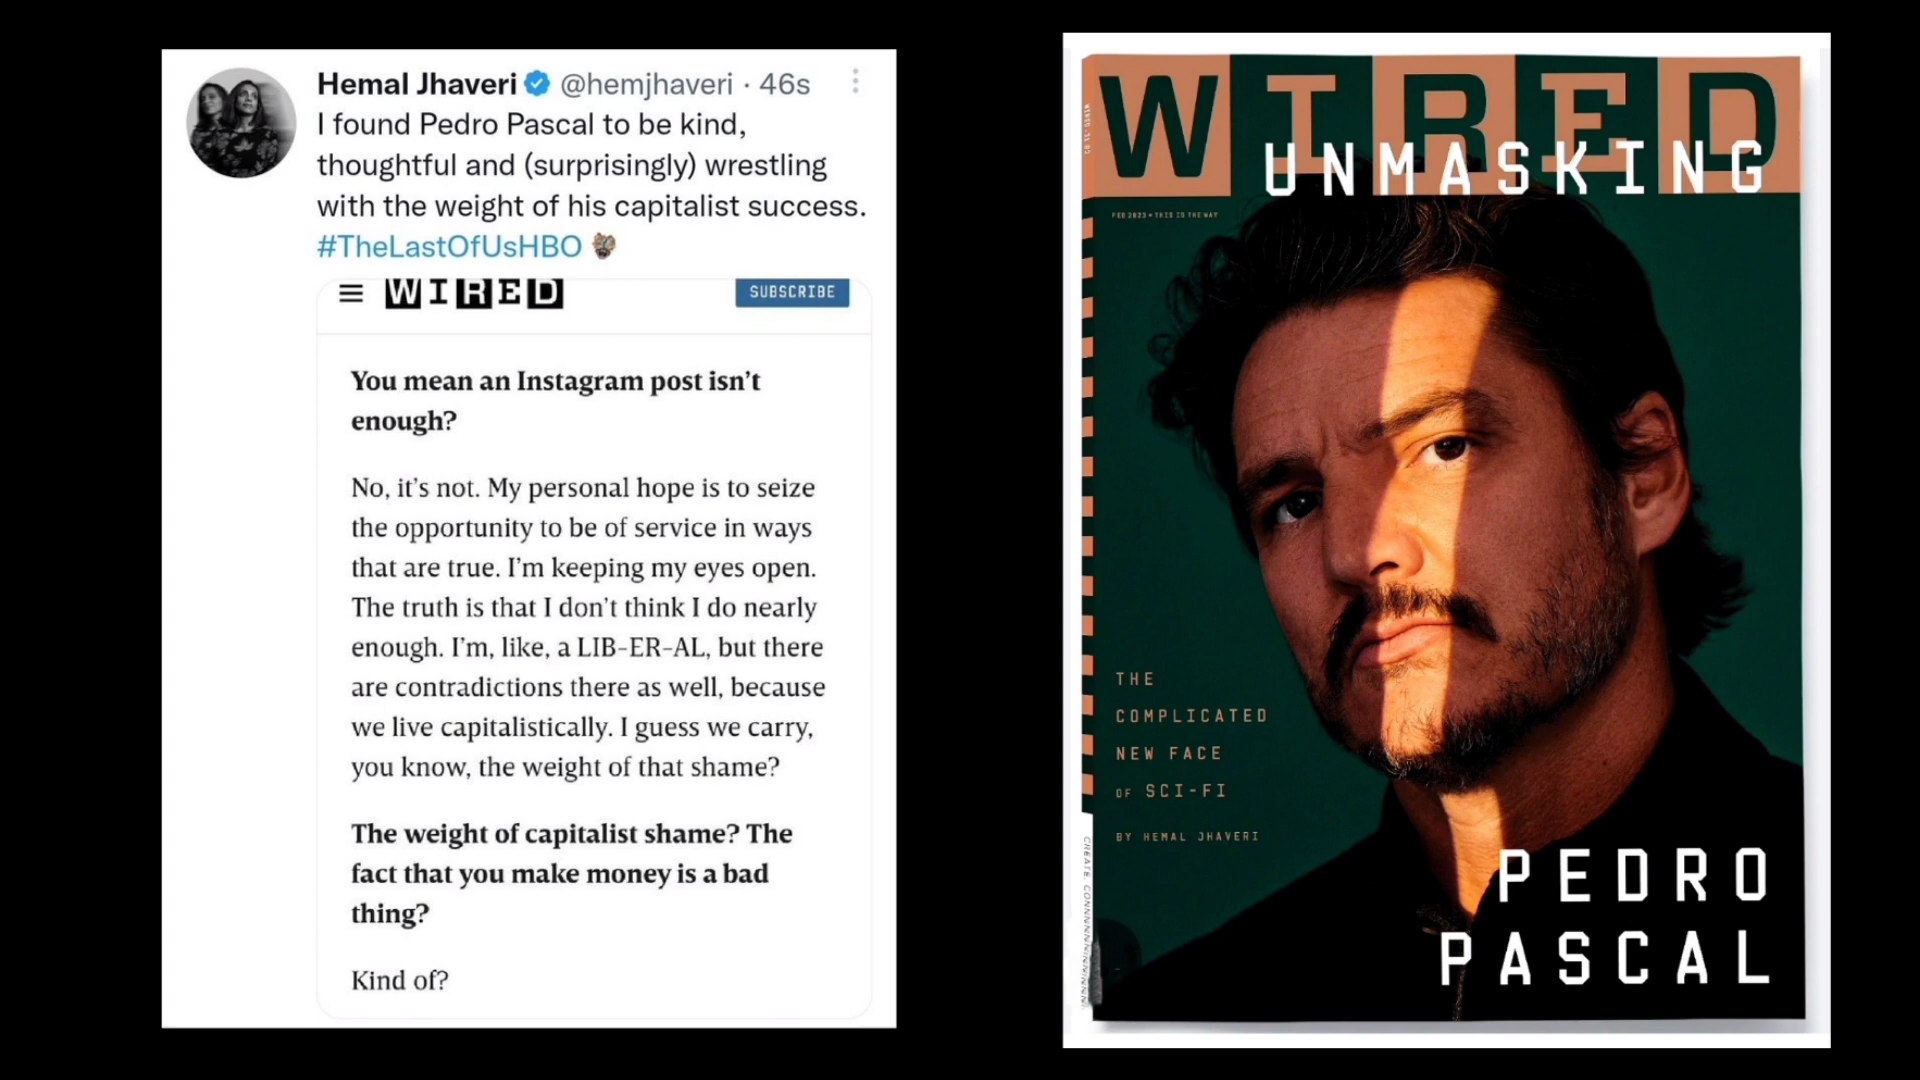 Hemal Jhaveri @hemjhaveri · 46s
I found Pedro Pascal to be kind,
thoughtful and (surprisingly) wrestling
with the weight of his capitalist success.
#TheLastOfUsHBO
WIRED
SUBSCRIBE
You mean an Instagram post isn’t
enough?
No, it’s not. My personal hope is to seize
the opportunity to be of service in ways
that are true. I’m keeping my eyes open.
The truth is that I don’t think I do nearly
enough. I’m, like, a LIB-ER-AL, but there
are contradictions there as well, because
we live capitalistically. I guess we carry,
you know, the weight of that shame?
The weight of capitalist shame? The
fact that you make money is a bad
thing?
Kind of?
WIRED
UNMASKING
FEB 2023 • THIS IS THE WAY
THE
COMPLICATED
NEW FACE
OF SCI-FI
BY HEMAL JHAVERI
PEDRO
PASCAL